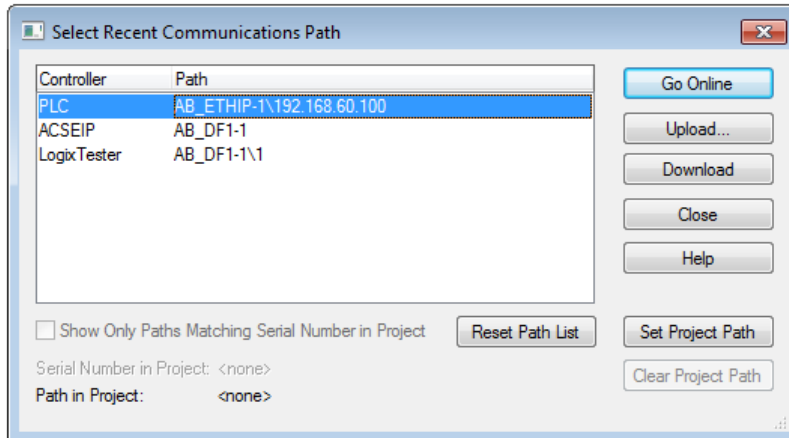 Select Recent Communications Path
Controller Path
PLC AB_ETHIP-1\192.168.60.100
ACSEIP AB_DF1-1
LogixTester AB_DF1-1\1
Go Online
Upload...
Download
Close
Help
Show Only Paths Matching Serial Number in Project
Reset Path List
Set Project Path
Serial Number in Project: <none>
Clear Project Path
Path in Project: <none>